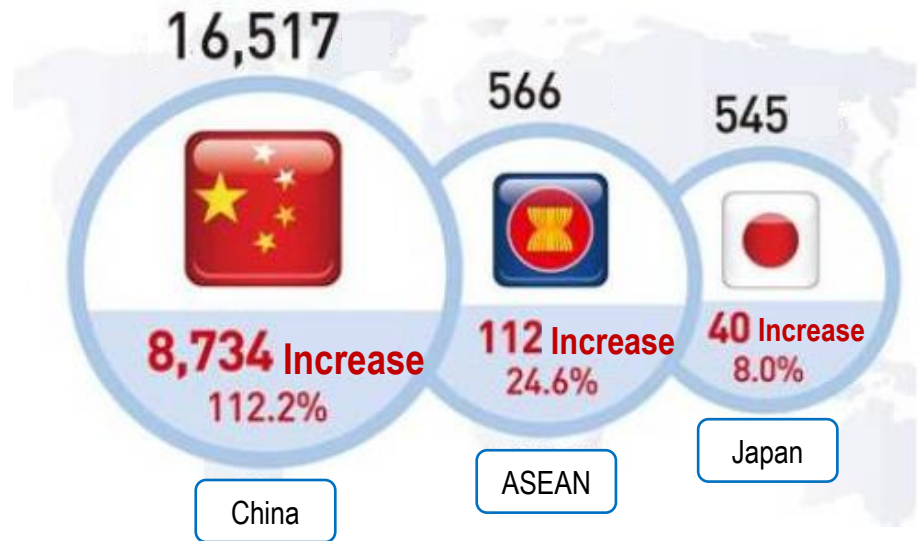 16,517
8,734 Increase
112.2%
China
566
112 Increase
24.6%
ASEAN
545
40 Increase
8.0%
Japan